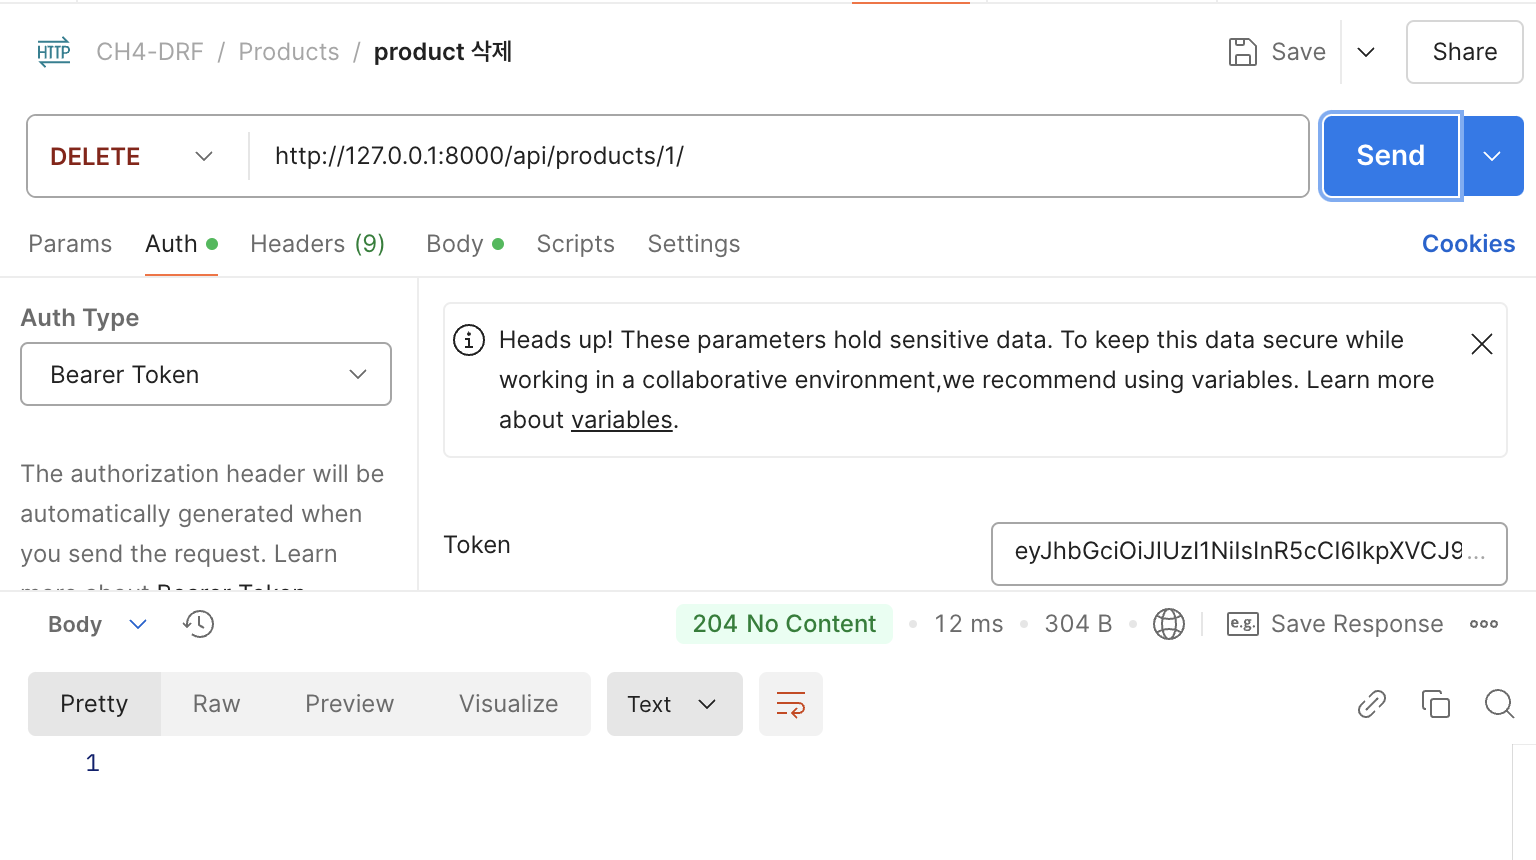 HTTP CH4-DRF / Products / product 삭제 Save Share
DELETE http://127.0.0.1:8000/api/products/1/ Send
Params Auth Headers (9) Body Scripts Settings Cookies
Auth Type
Bearer Token
The authorization header will be
automatically generated when
you send the request. Learn
more about Bearer Token
Heads up! These parameters hold sensitive data. To keep this data secure while
working in a collaborative environment,we recommend using variables. Learn more
about variables.
Token eyJhbGciOiJIUzI1NiIsInR5cCI6IkpXVCJ9...
Body 204 No Content 12 ms 304 B e.g. Save Response
Pretty Raw Preview Visualize Text
1